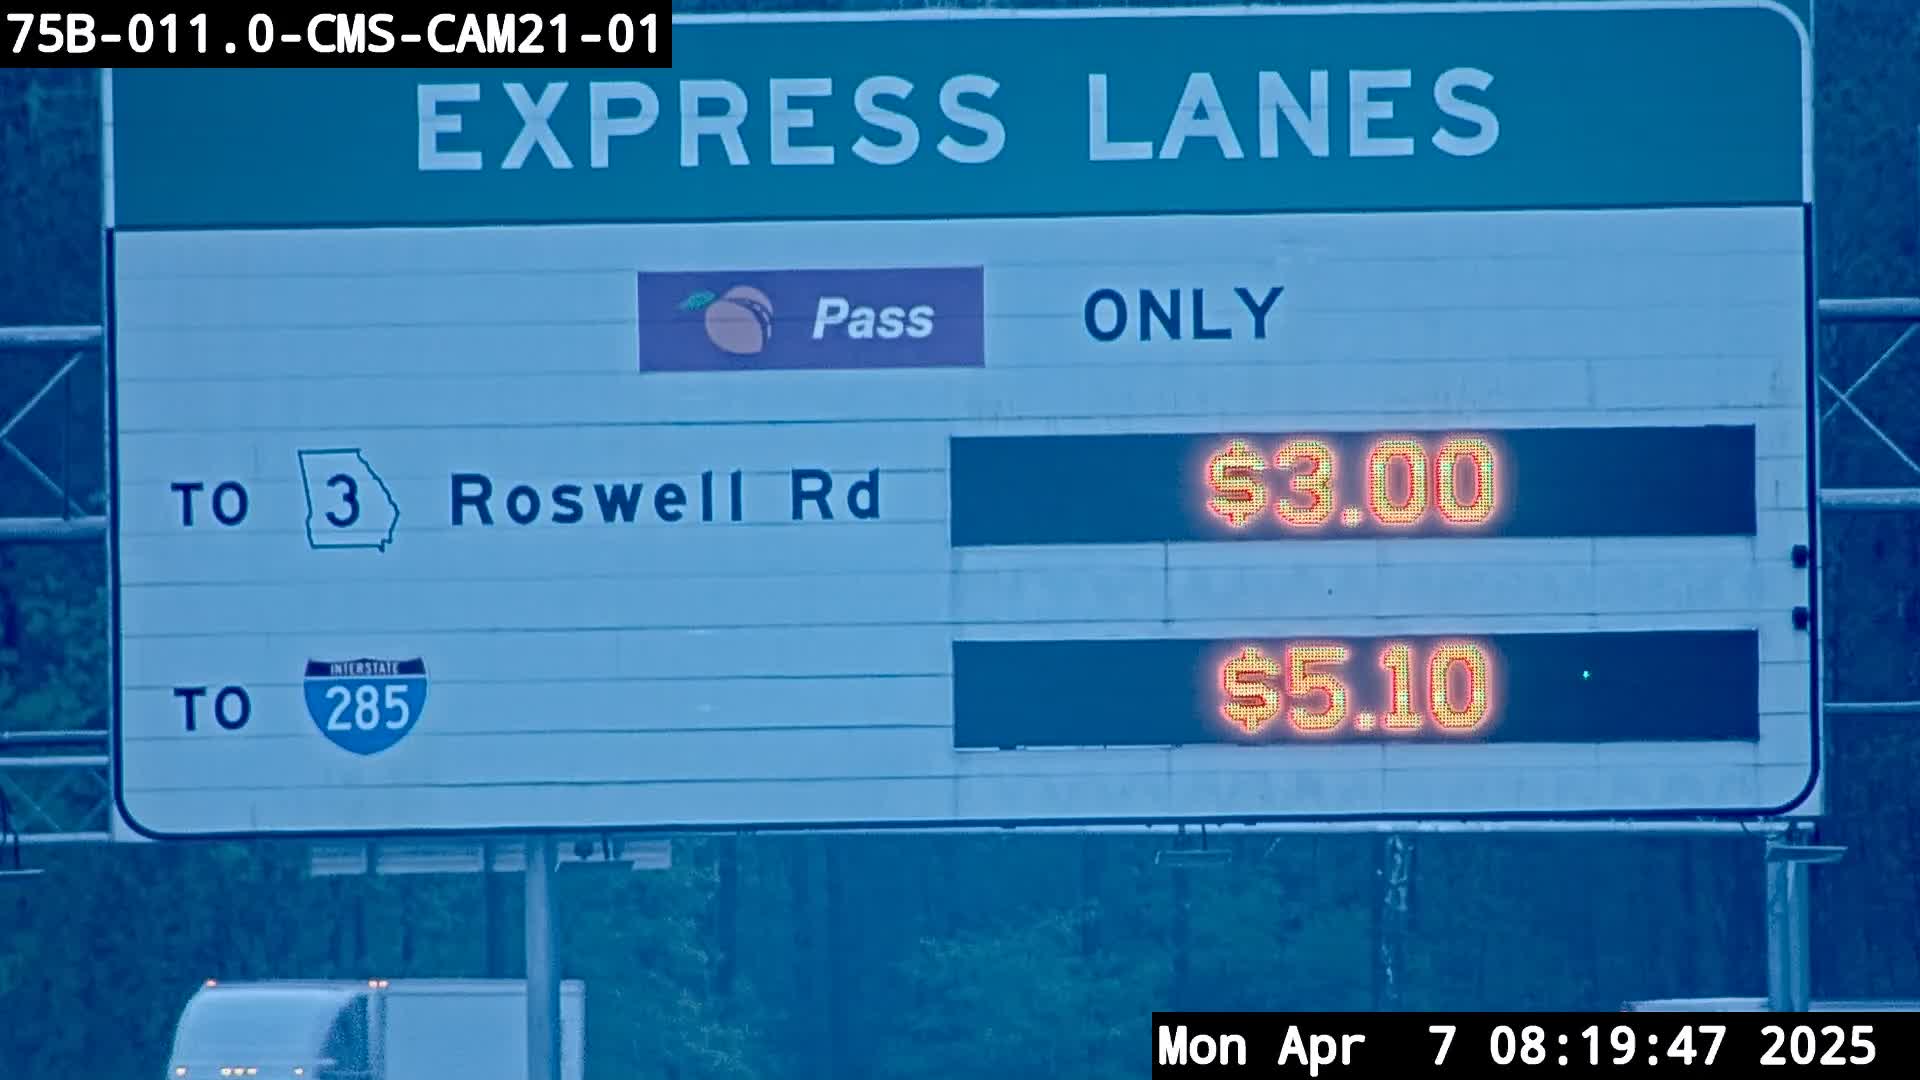 75B-011.0-CMS-CAM21-01
EXPRESS LANES
Pass ONLY
TO 3 Roswell Rd $3.00
INTERSTATE
TO 285 $5.10
Mon Apr 7 08:19:47 2025